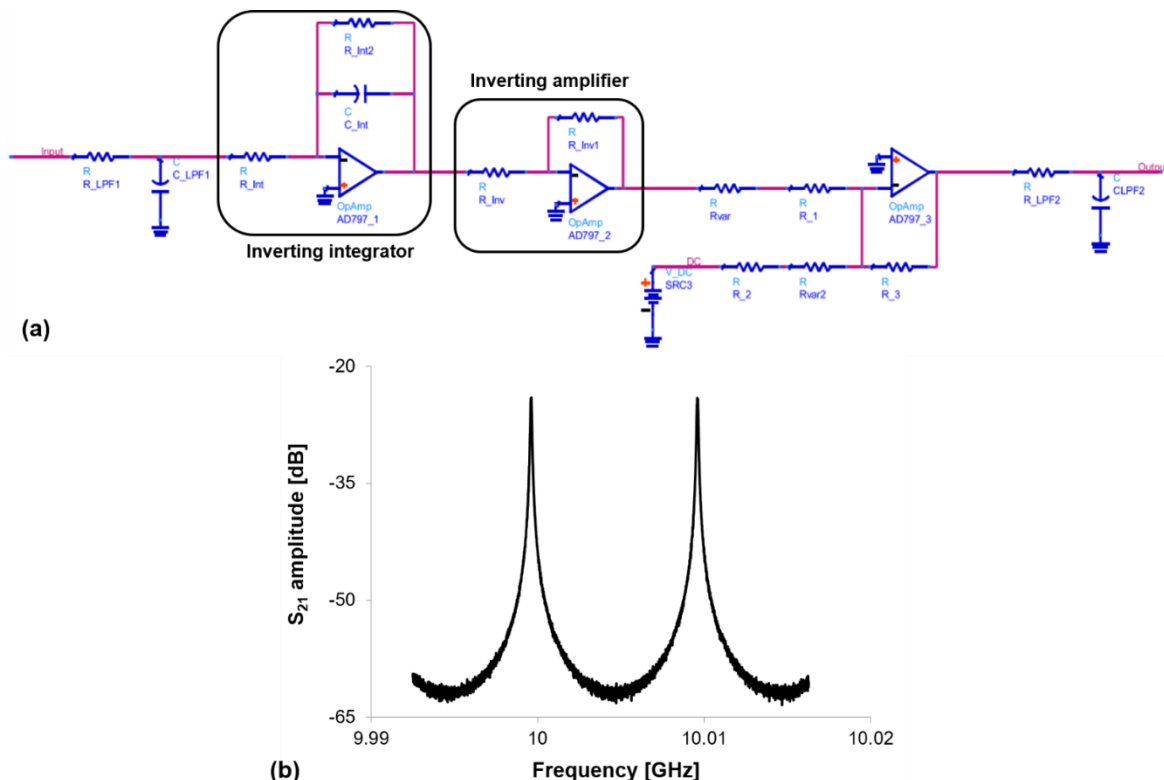 R
R_Int2
C
C_Int
Inverting amplifier
R
R_Inv1
Input
R
R_LPF1
C
C_LPF1
R
R_Int
OpAmp
AD797_1
R
R_Inv
OpAmp
AD797_2
R
Rvar
R
R_1
OpAmp
AD797_3
R
R_LPF2
C
CLPF2
Output
Inverting integrator
DC
V_DC
SRC3
R
R_2
R
Rvar2
R
R_3
(a)
-20
-35
-50
-65
S21 amplitude [dB]
9.99
10
10.01
10.02
Frequency [GHz]
(b)